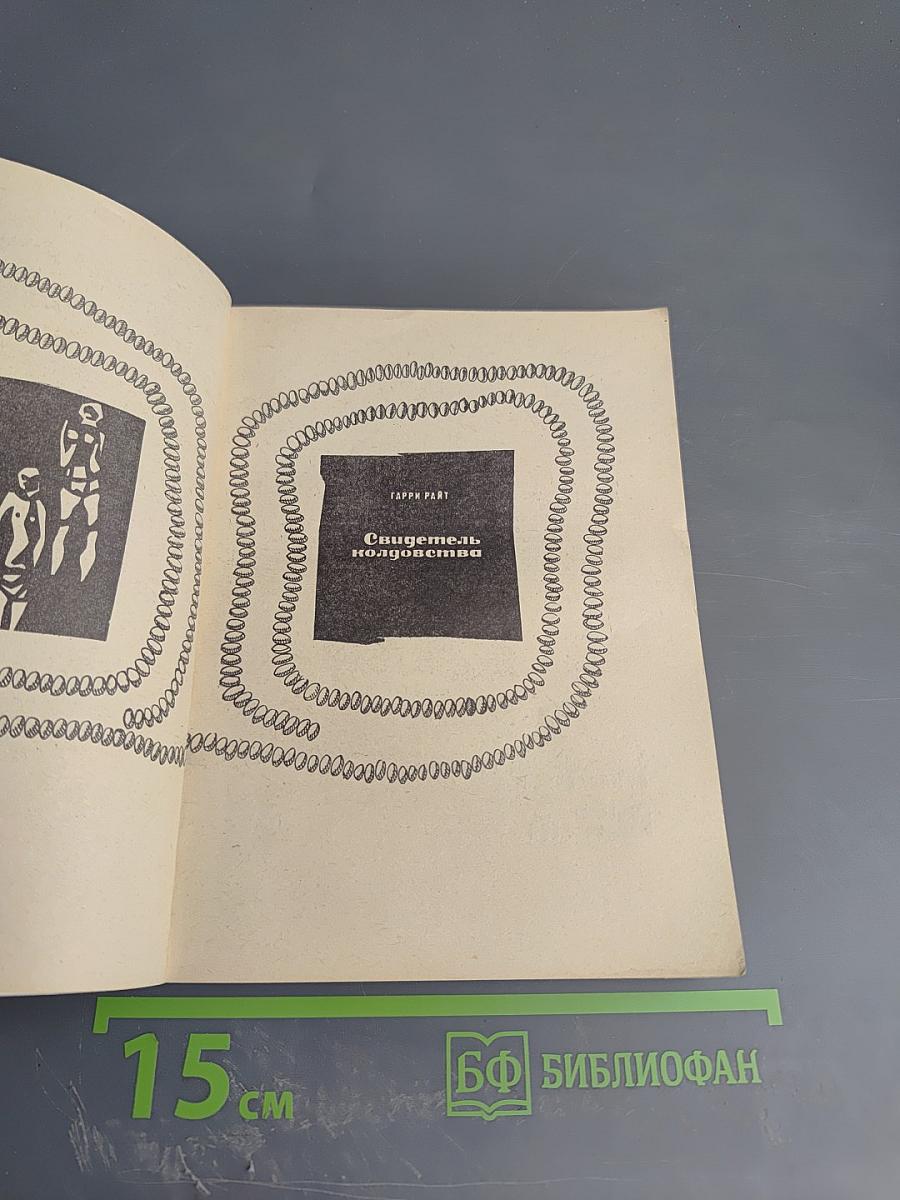 ГАРРИ РАЙТ
Свидетель
колдовства
15 см
БФ БИБЛИОФАН